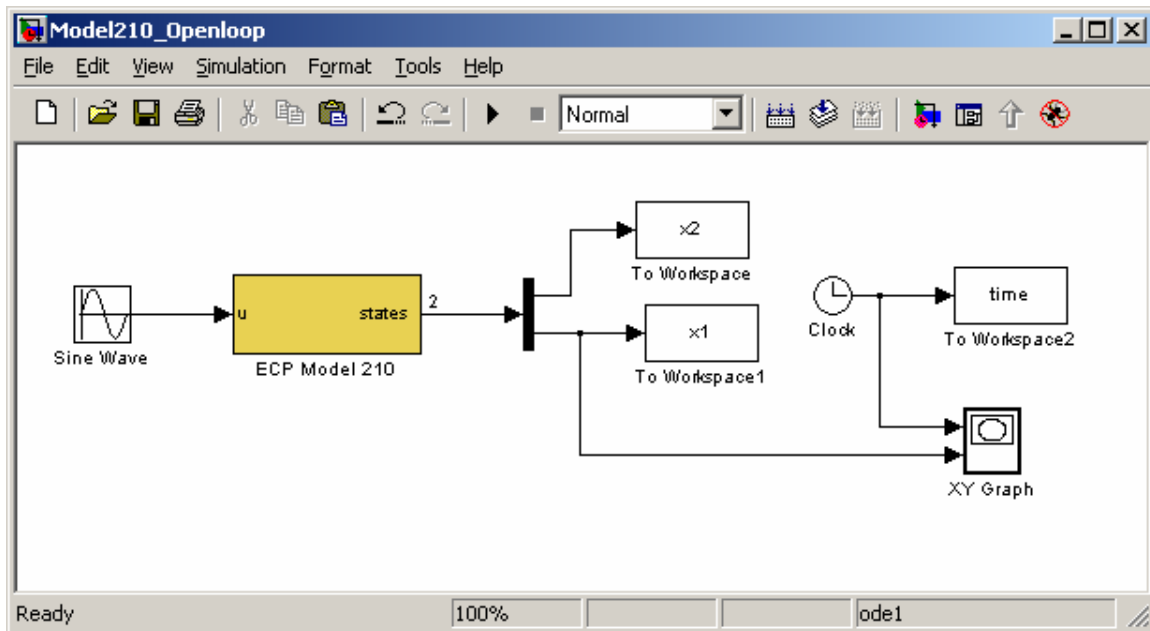 Model210_Openloop
File Edit View Simulation Format Tools Help
Normal
x2
To Workspace
Sine Wave
u states
2
ECP Model 210
x1
To Workspace1
Clock
time
To Workspace2
XY Graph
Ready 100% ode1